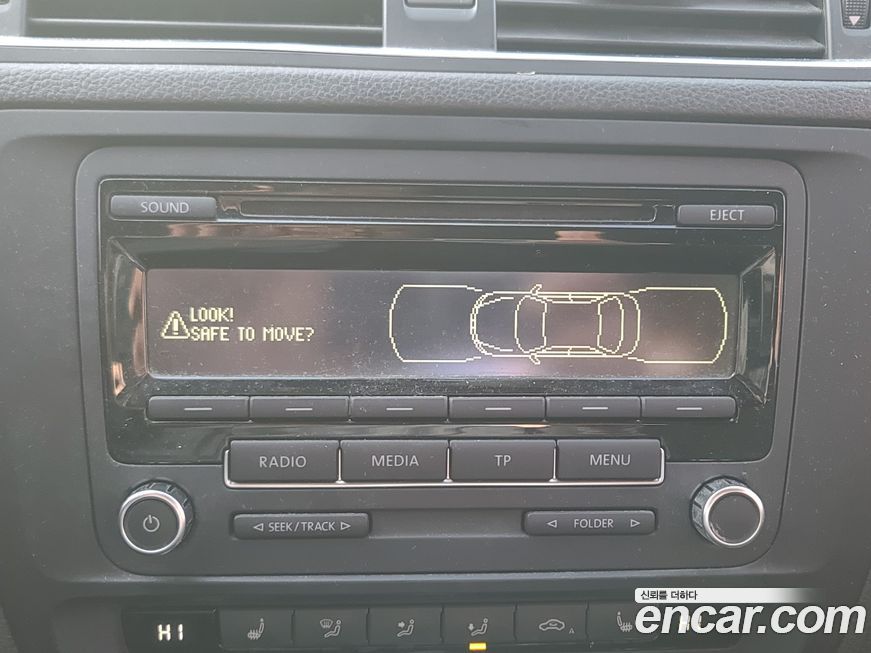 SOUND
EJECT
LOOK!
SAFE TO MOVE?
RADIO
MEDIA
TP
MENU
SEEK/TRACK
FOLDER
HI
A
신뢰를 더하다
encar.com